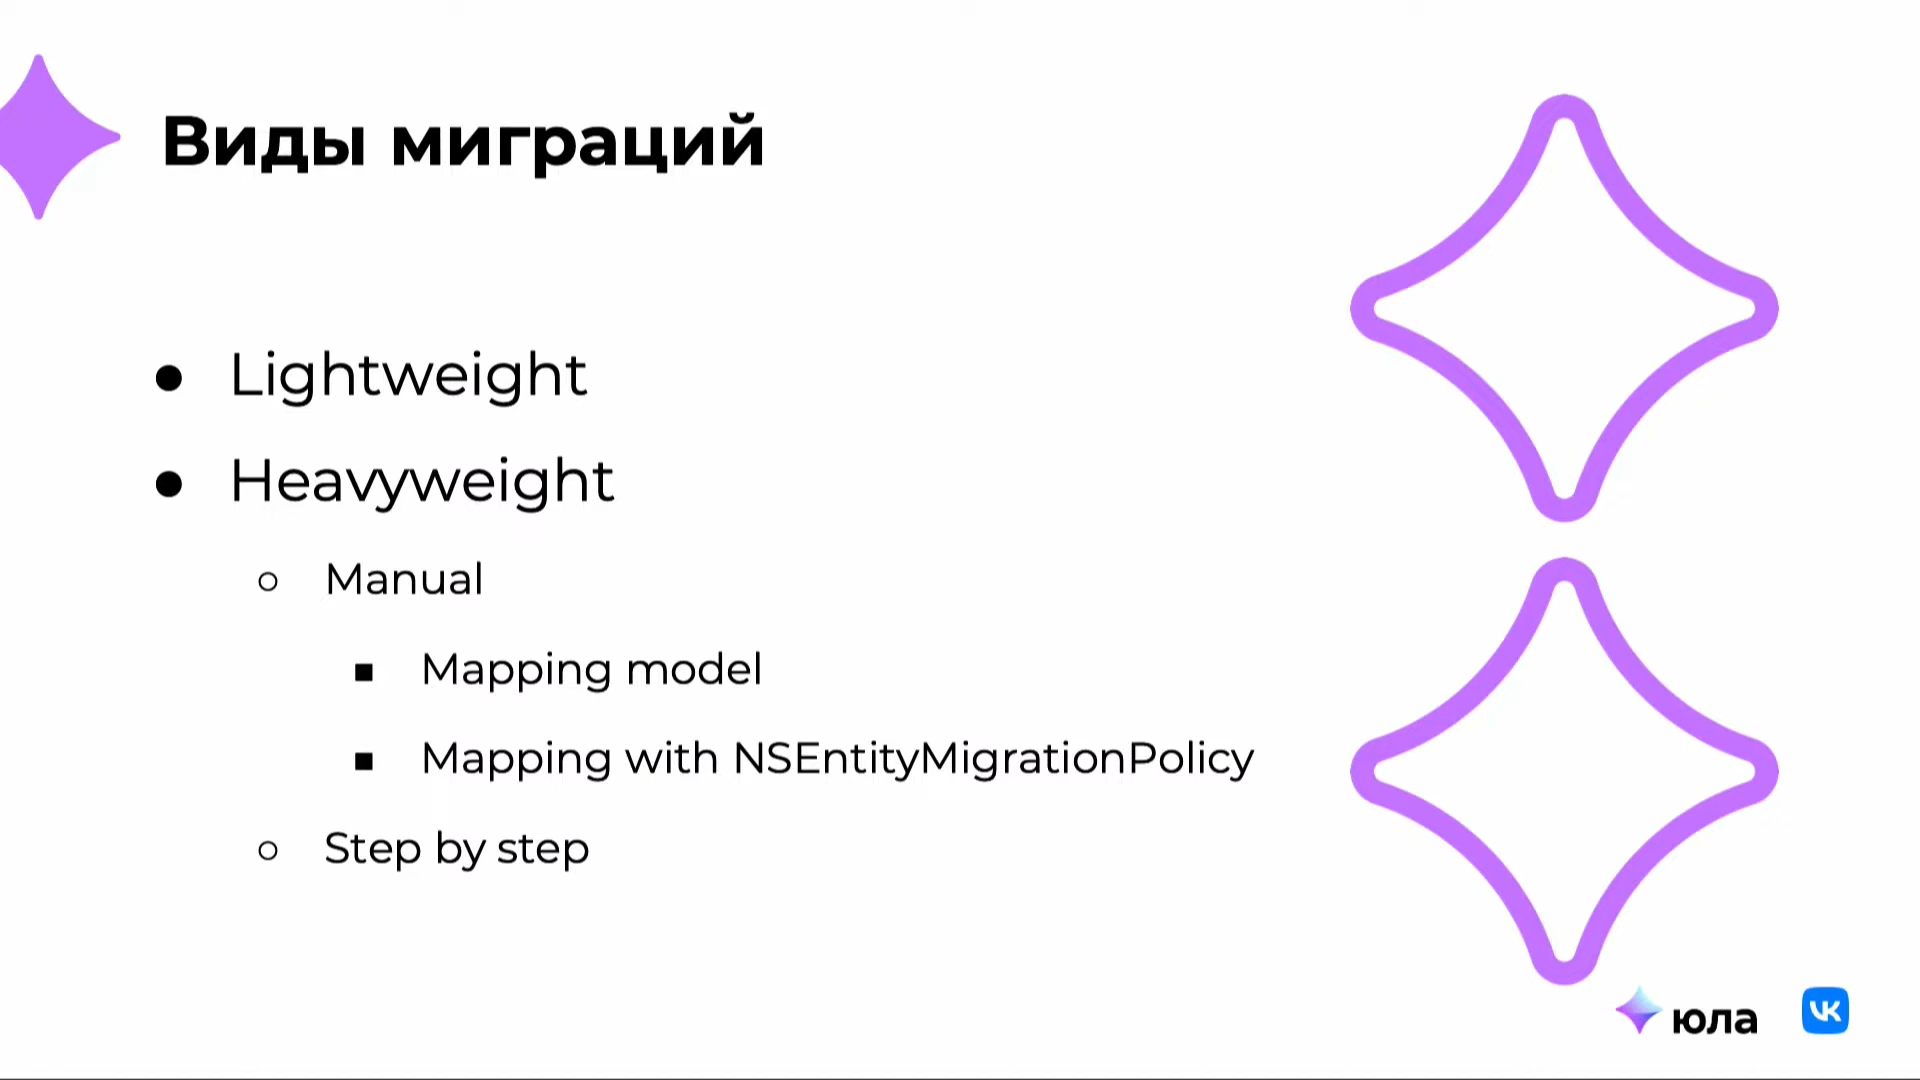 Виды миграций
● Lightweight
● Heavyweight
○ Manual
■ Mapping model
■ Mapping with NSEntityMigrationPolicy
○ Step by step
юла
VK